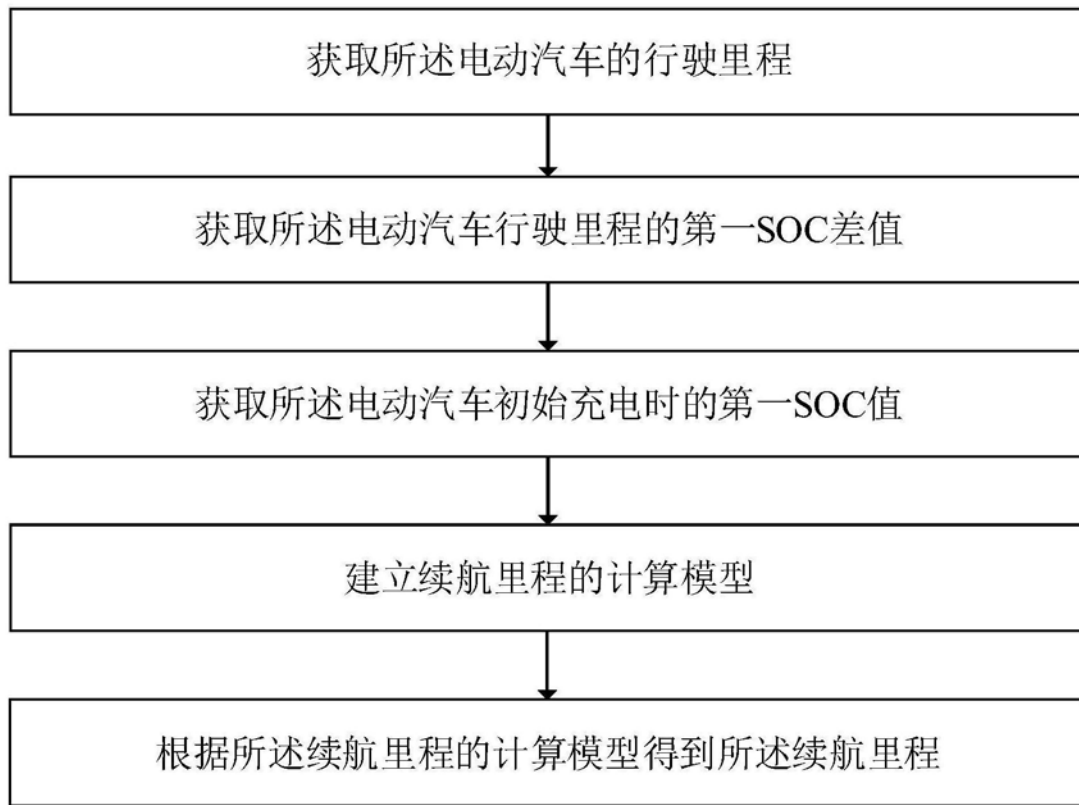 获取所述电动汽车的行驶里程
获取所述电动汽车行驶里程的第一SOC差值
获取所述电动汽车初始充电时的第一SOC值
建立续航里程的计算模型
根据所述续航里程的计算模型得到所述续航里程